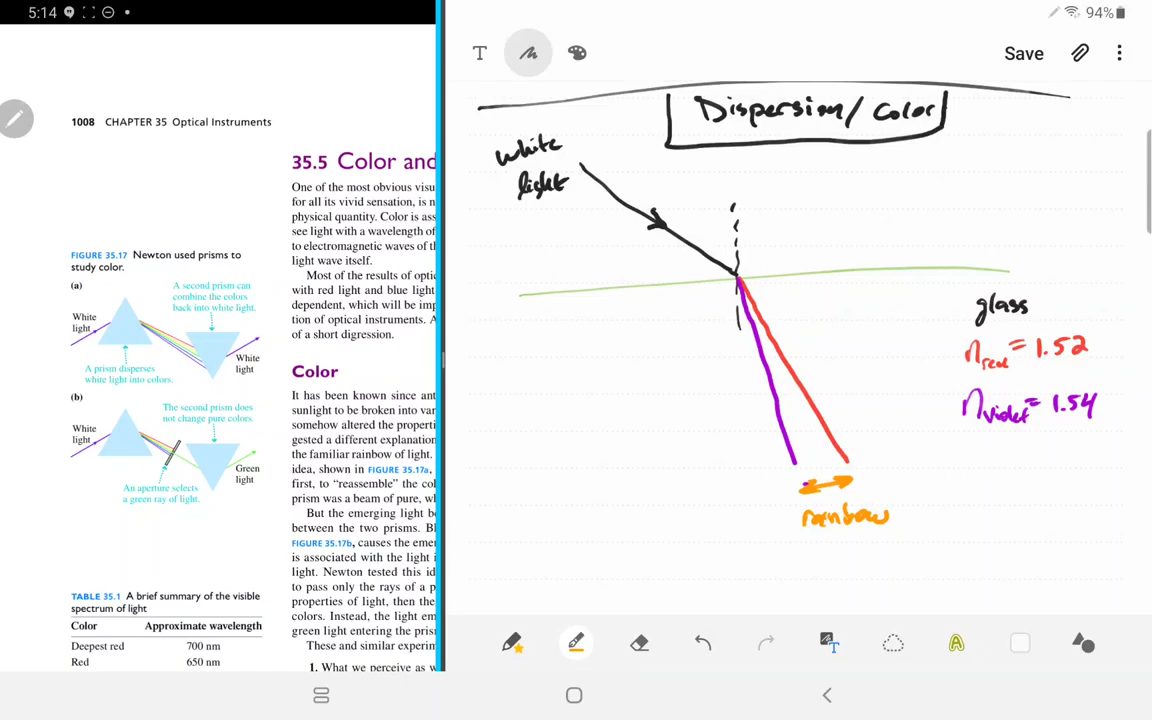 5:14
94%
1008 CHAPTER 35 Optical Instruments
35.5 Color and
One of the most obvious visu
for all its vivid sensation, is n
physical quantity. Color is ass
see light with a wavelength of
to electromagnetic waves of th
light wave itself.
Most of the results of optic
with red light and blue light
dependent, which will be imp
tion of optical instruments. A
of a short digression.
Color
It has been known since ant
sunlight to be broken into var
somehow altered the properti
gested a different explanation
the familiar rainbow of light.
idea, shown in FIGURE 35.17a,
first, to "reassemble" the col
prism was a beam of pure, wh
But the emerging light be
between the two prisms. Bl
FIGURE 35.17b, causes the eme
is associated with the light i
light. Newton tested this id
to pass only the rays of a p
properties of light, then the
colors. Instead, the light em
green light entering the prism
These and similar experim
1. What we perceive as w
FIGURE 35.17 Newton used prisms to
study color.
(a)
A second prism can
combine the colors
back into white light.
White
light
White
light
A prism disperses
white light into colors.
(b)
The second prism does
not change pure colors.
White
light
Green
light
An aperture selects
a green ray of light.
TABLE 35.1 A brief summary of the visible
spectrum of light
Color Approximate wavelength
Deepest red 700 nm
Red 650 nm
T
Save
Dispersion/ Color
white
light
glass
nred = 1.52
nviolet = 1.54
rainbow
T
A